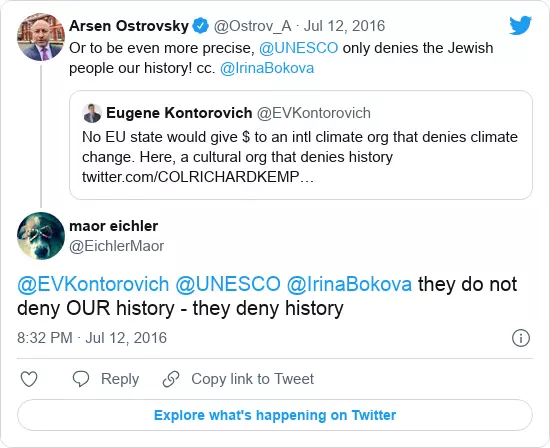 Arsen Ostrovsky @Ostrov_A · Jul 12, 2016
Or to be even more precise, @UNESCO only denies the Jewish
people our history! cc. @IrinaBokova
Eugene Kontorovich @EVKontorovich
No EU state would give $ to an intl climate org that denies climate
change. Here, a cultural org that denies history
twitter.com/COLRICHARDKEMP…
maor eichler
@EichlerMaor
@EVKontorovich @UNESCO @IrinaBokova they do not
deny OUR history - they deny history
8:32 PM · Jul 12, 2016
Reply
Copy link to Tweet
Explore what's happening on Twitter